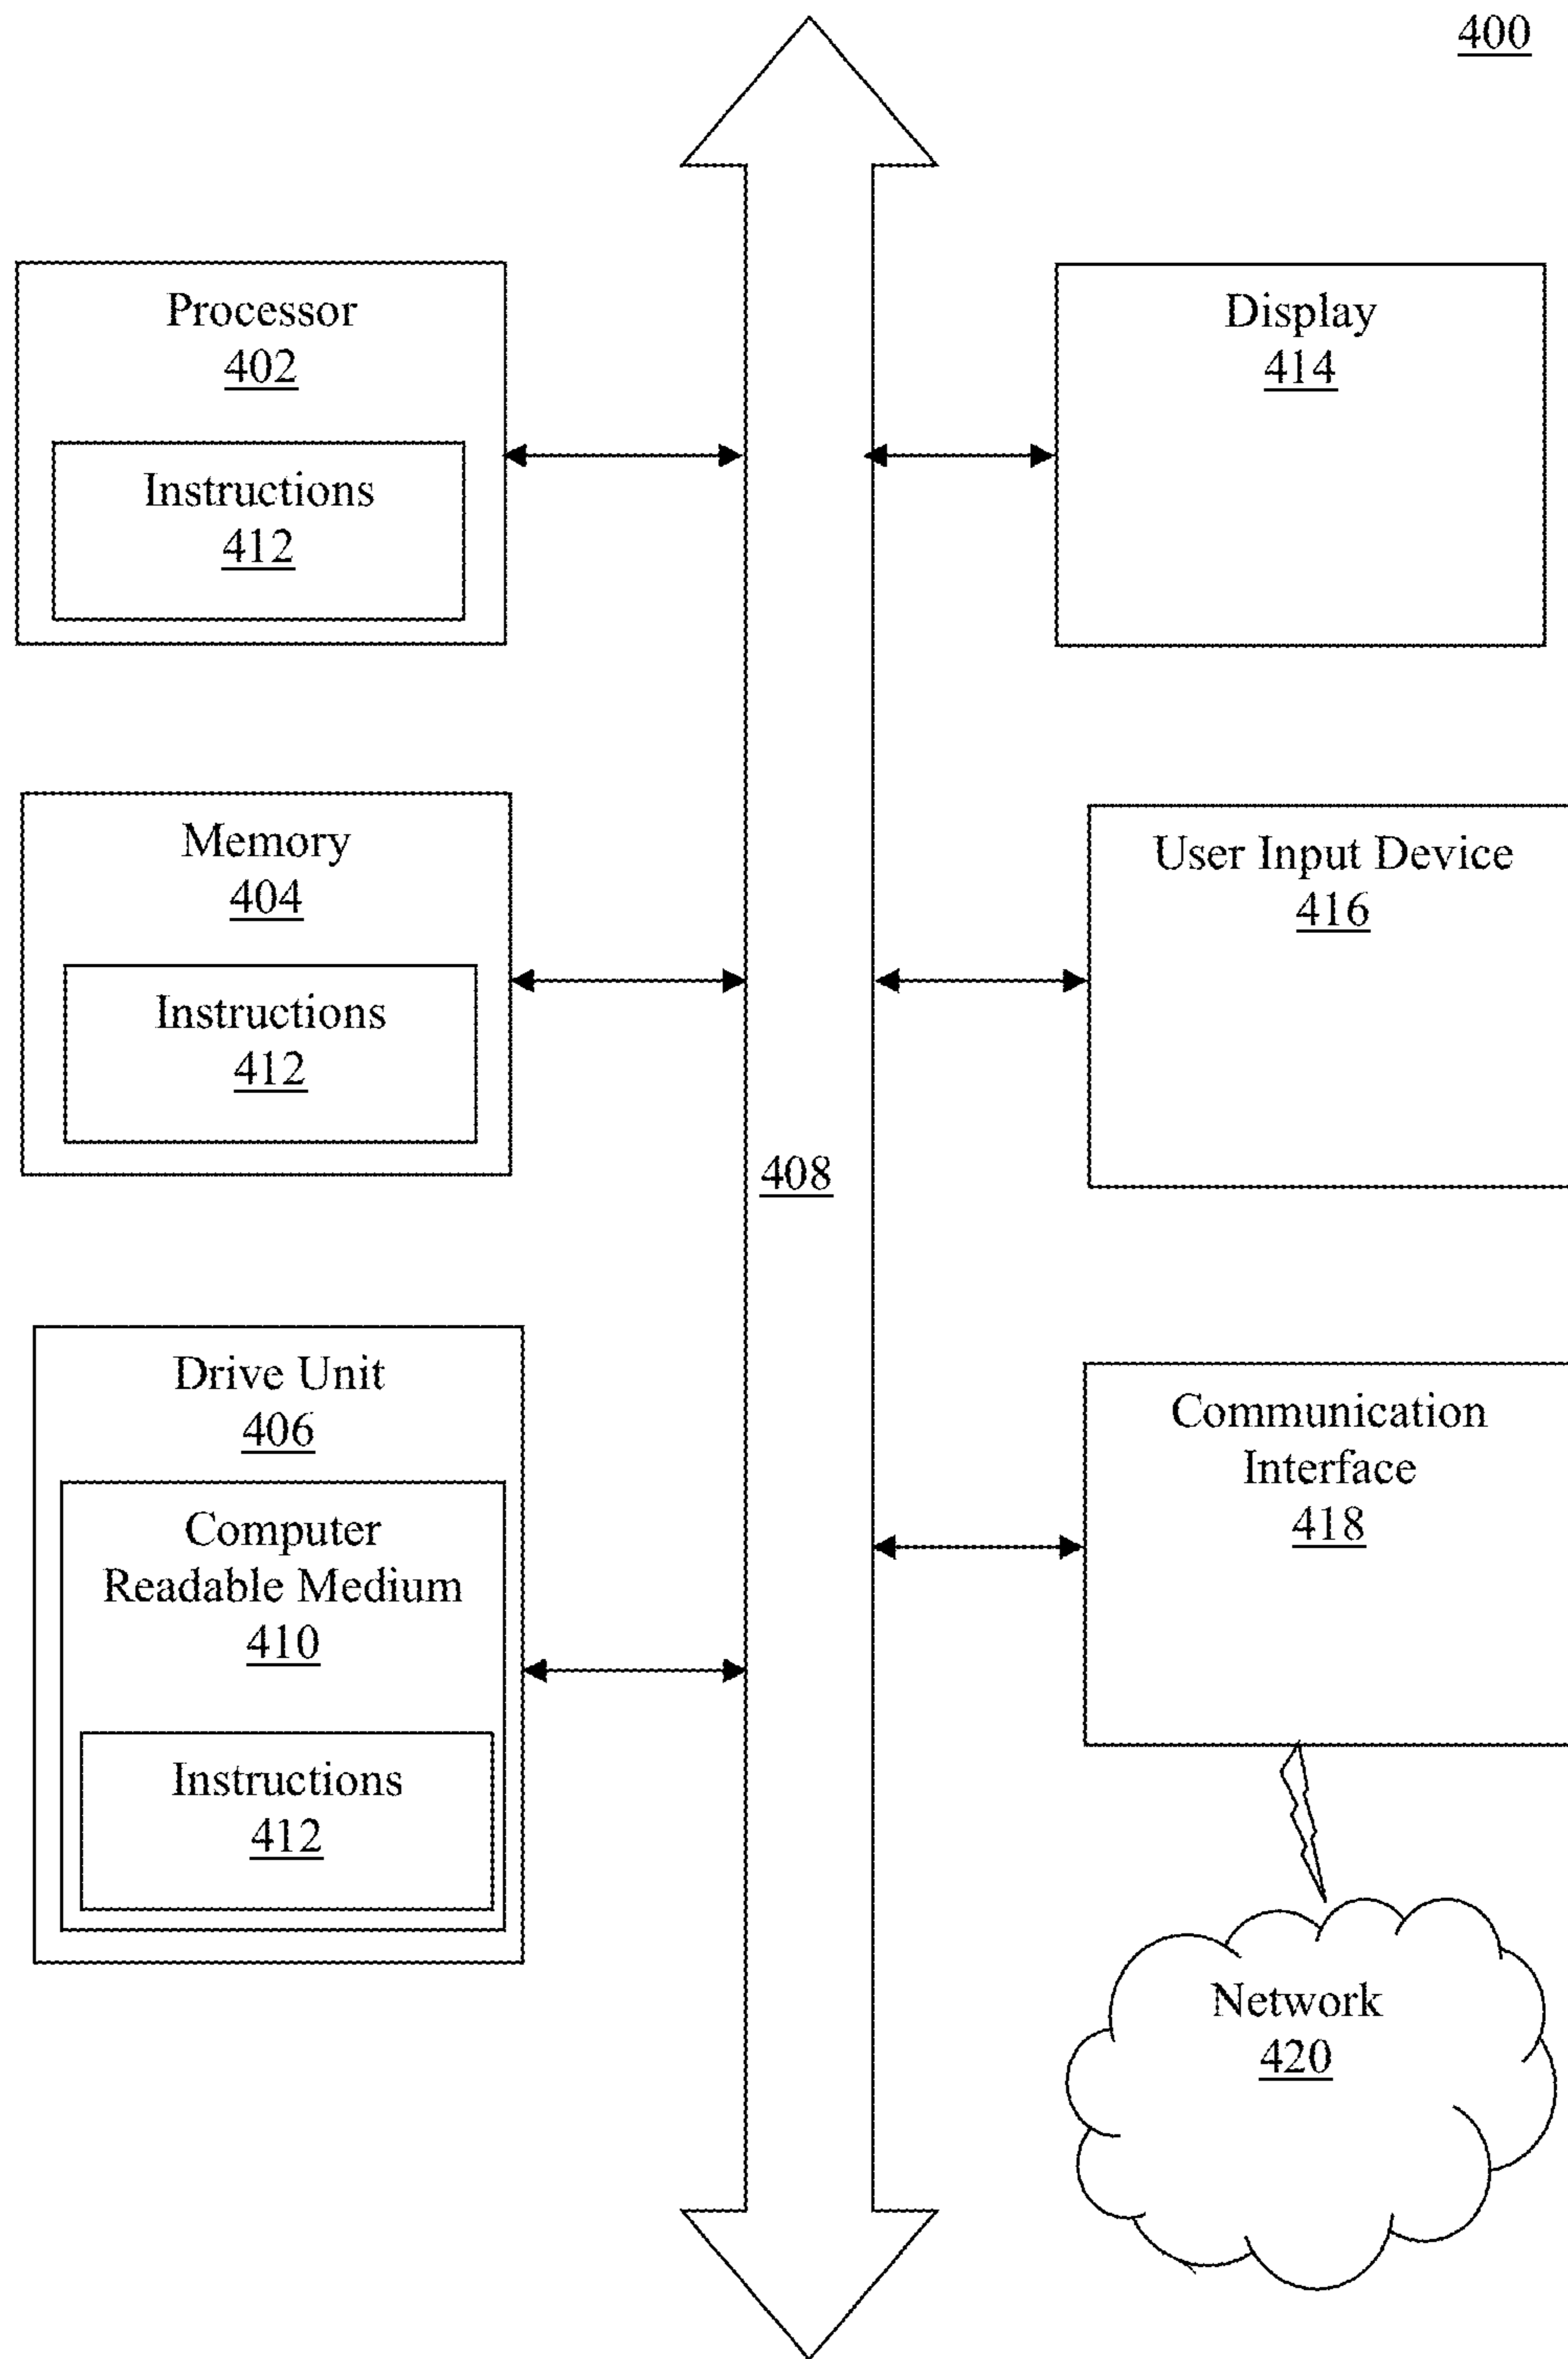 400
Processor
402
Instructions
412
Memory
404
Instructions
412
Drive Unit
406
Computer
Readable Medium
410
Instructions
412
408
Display
414
User Input Device
416
Communication
Interface
418
Network
420